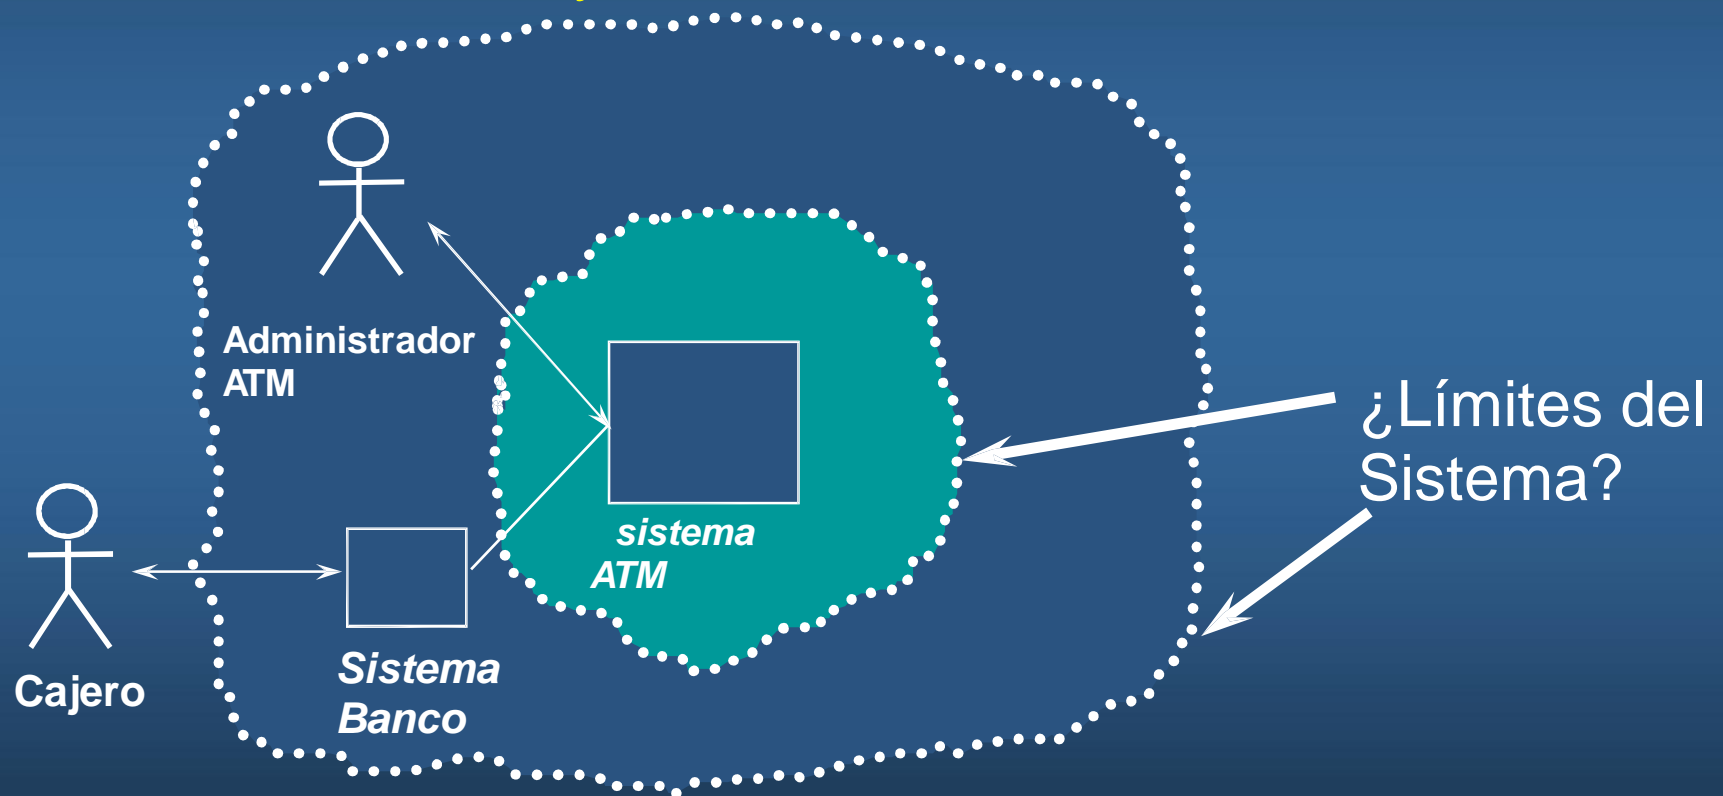 Administrador
ATM
¿Límites del
Sistema?
sistema
ATM
Sistema
Banco
Cajero